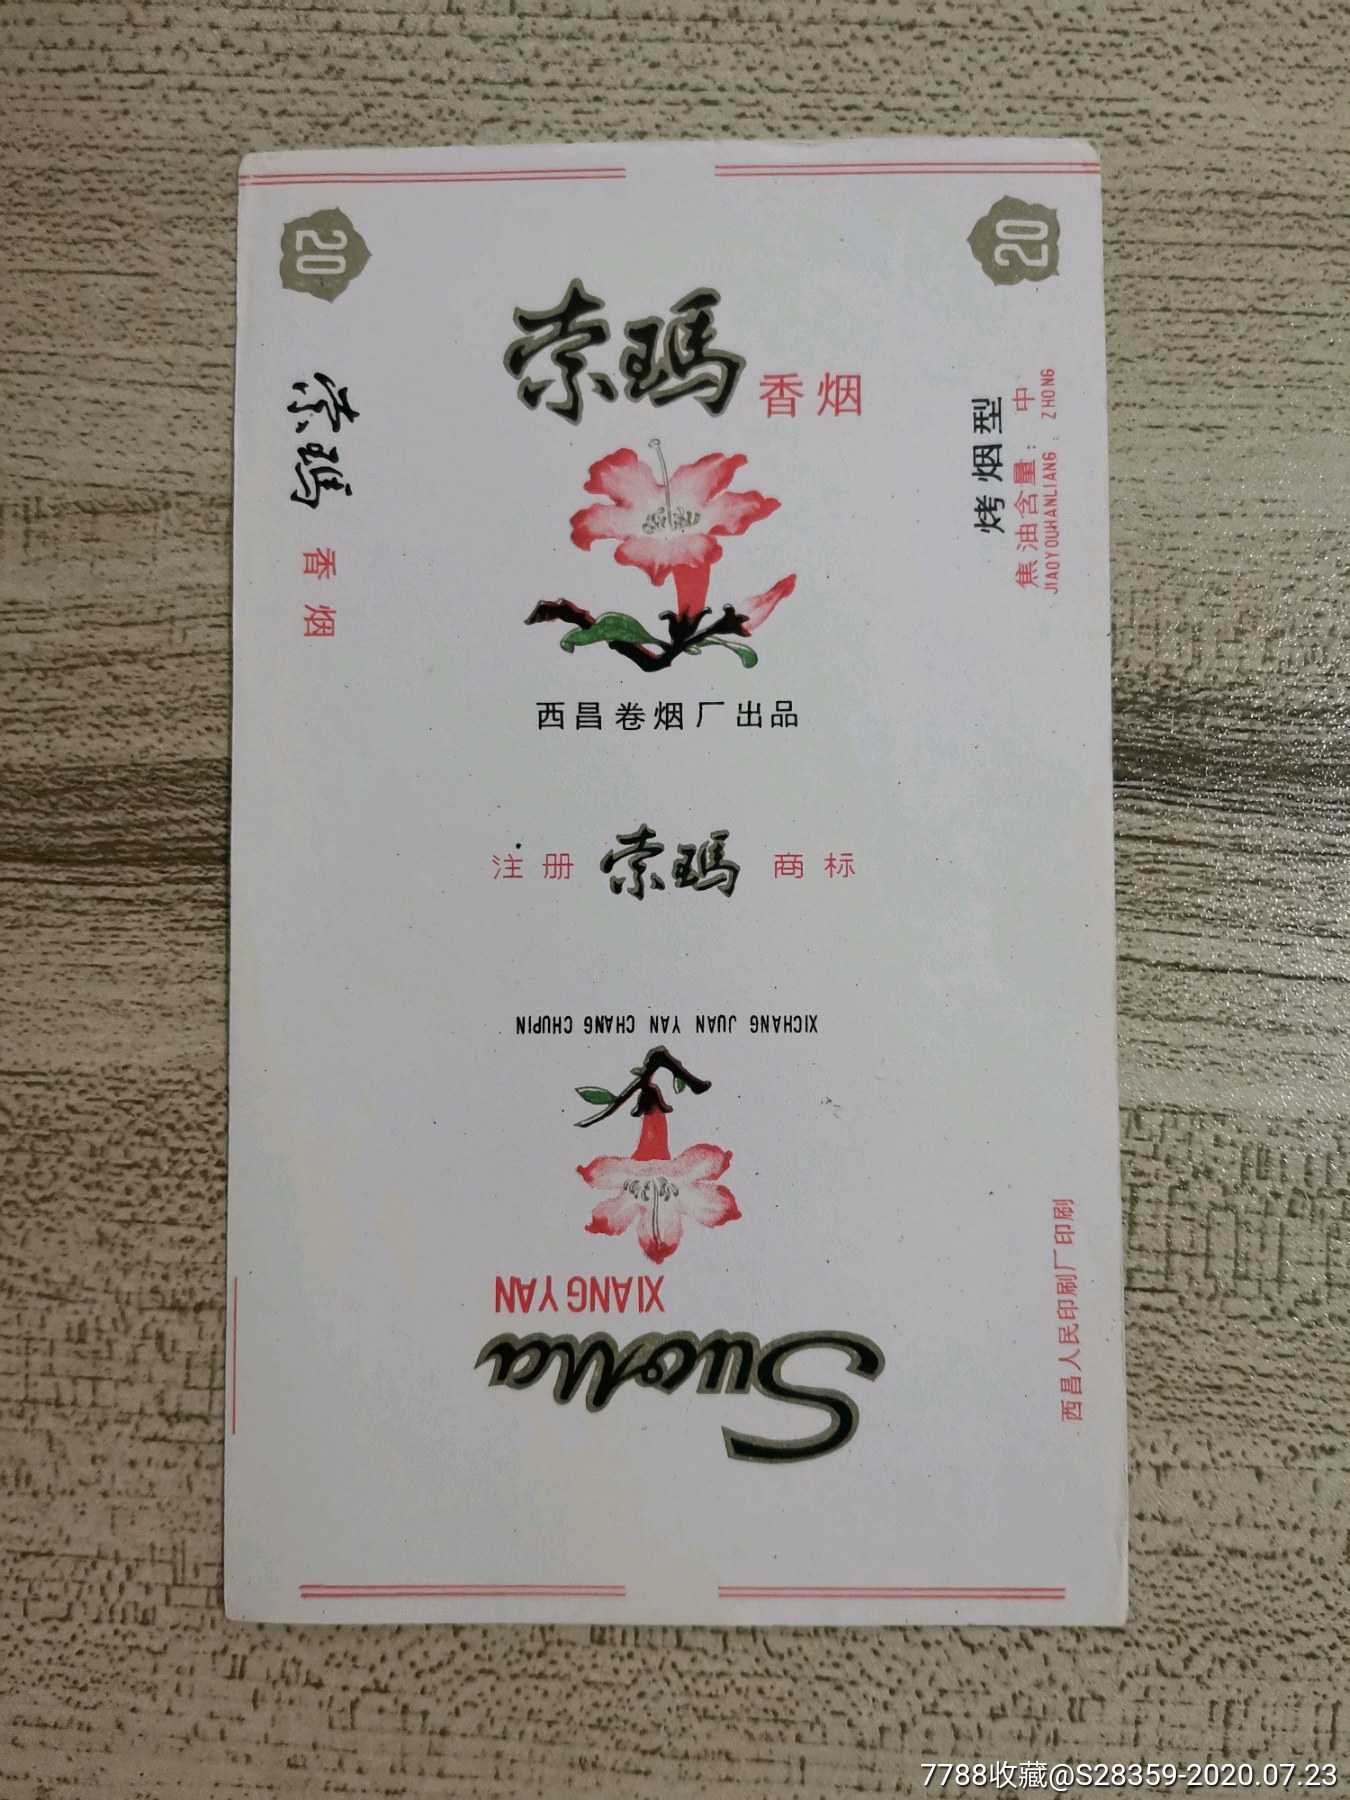 20
20
索瑪
香烟
索瑪
香烟
烤烟型
焦油含量：中
JIAOYOUHANLIANG：ZHONG
西昌卷烟厂出品
注册 索瑪 商标
XICHANG JUAN YAN CHANG CHUPIN
XIANGYAN
SuoMa
西昌人民印刷厂印刷
7788收藏@S28359-2020.07.23